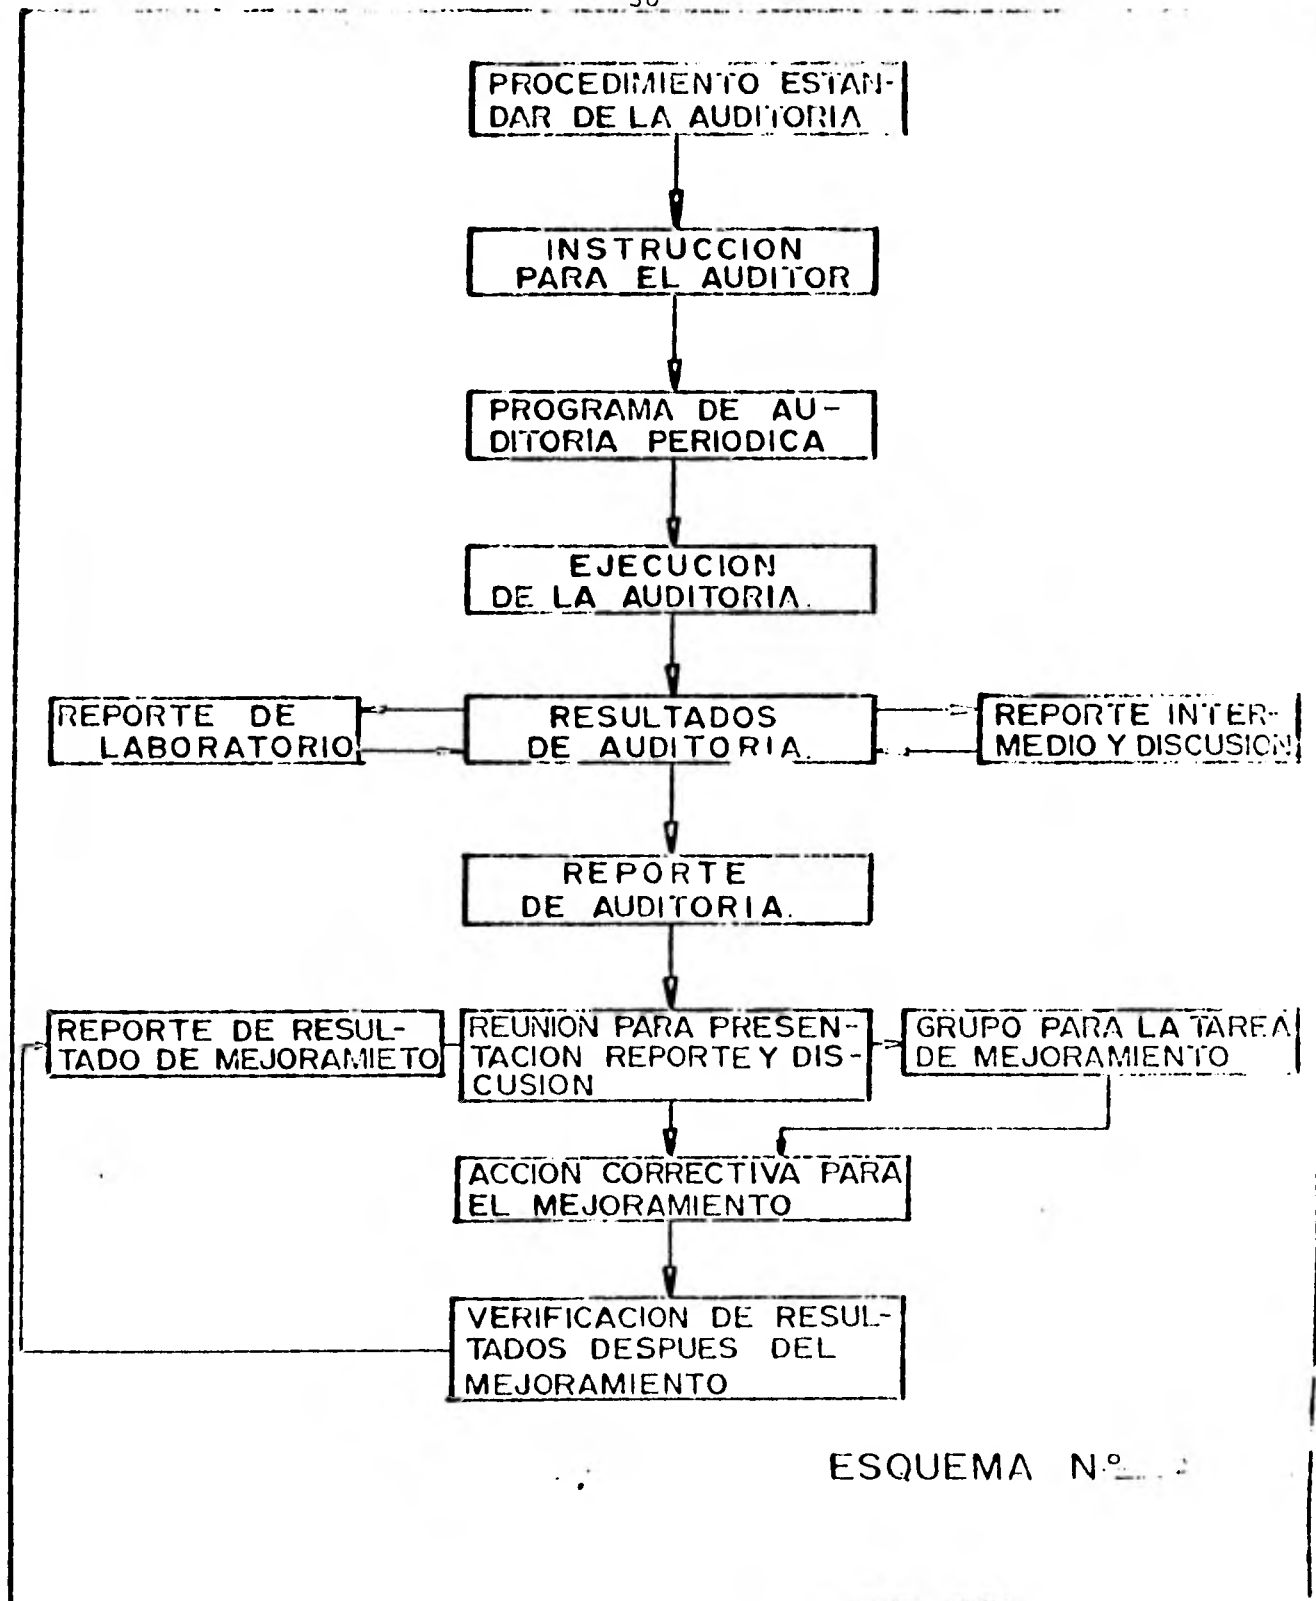 PROCEDIMIENTO ESTAN-
DAR DE LA AUDITORIA
INSTRUCCION
PARA EL AUDITOR
PROGRAMA DE AU-
DITORIA PERIODICA
EJECUCION
DE LA AUDITORIA.
REPORTE DE
LABORATORIO
RESULTADOS
DE AUDITORIA.
REPORTE INTER-
MEDIO Y DISCUSION
REPORTE
DE AUDITORIA.
REPORTE DE RESUL-
TADO DE MEJORAMIETO
REUNION PARA PRESEN-
TACION REPORTE Y DIS-
CUSION
GRUPO PARA LA TAREA
DE MEJORAMIENTO
ACCION CORRECTIVA PARA
EL MEJORAMIENTO
VERIFICACION DE RESUL-
TADOS DESPUES DEL
MEJORAMIENTO
ESQUEMA Nº